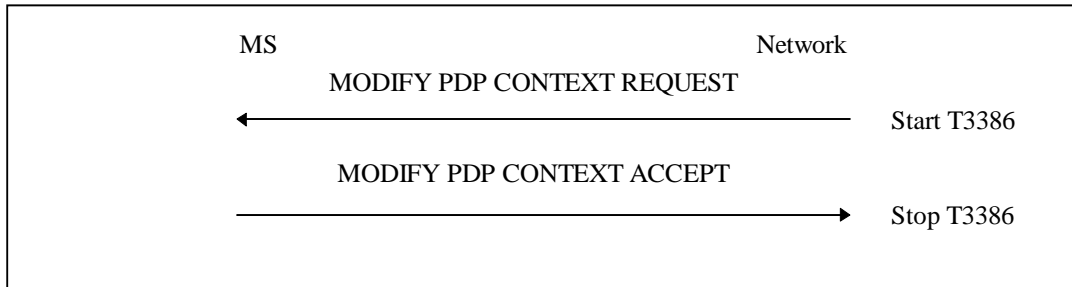 MS Network
MODIFY PDP CONTEXT REQUEST
Start T3386
MODIFY PDP CONTEXT ACCEPT
Stop T3386